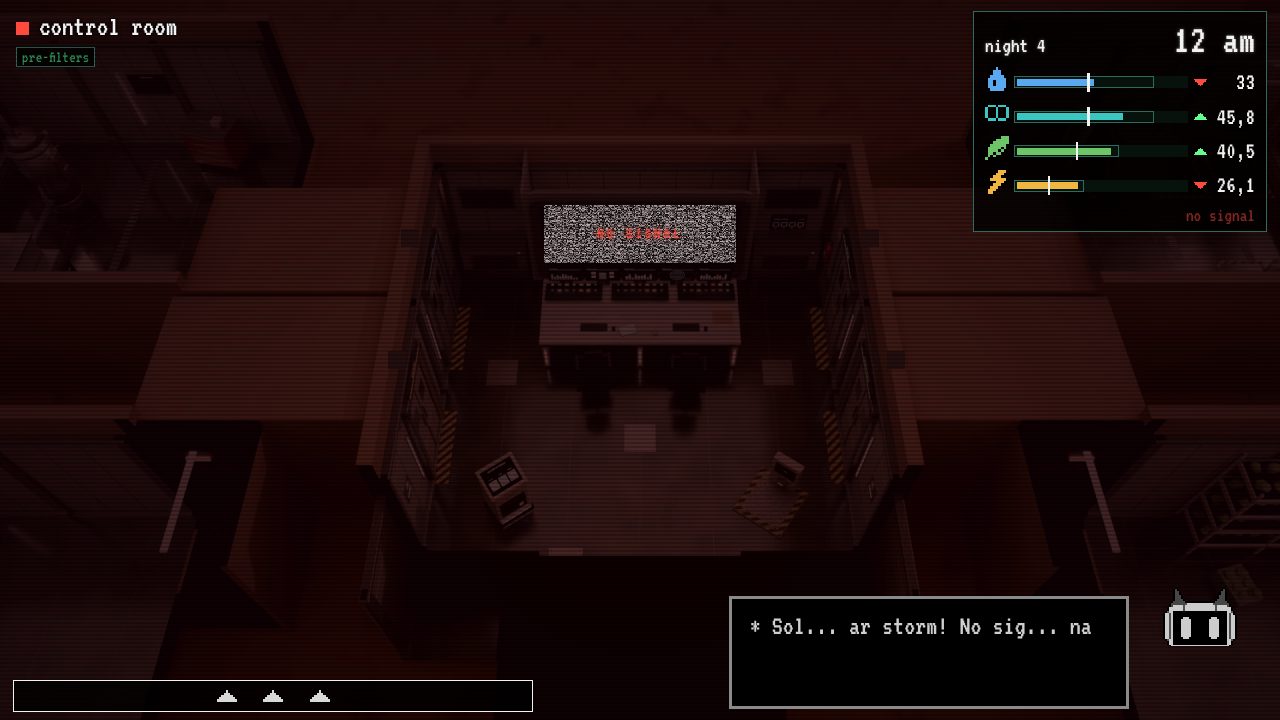 control room
pre-filters
night 4
12 am
33
45,8
40,5
26,1
no signal
* Sol... ar storm! No sig... na